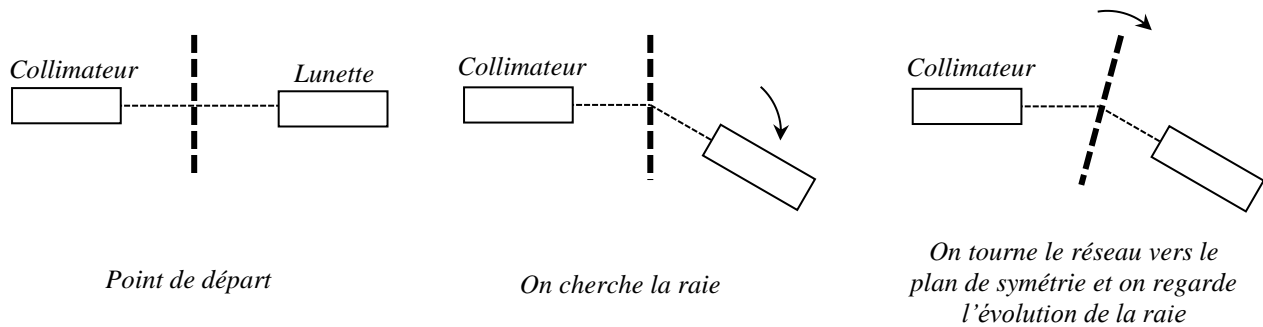 Collimateur
Lunette
Collimateur
Collimateur
Point de départ
On cherche la raie
On tourne le réseau vers le
plan de symétrie et on regarde
l’évolution de la raie